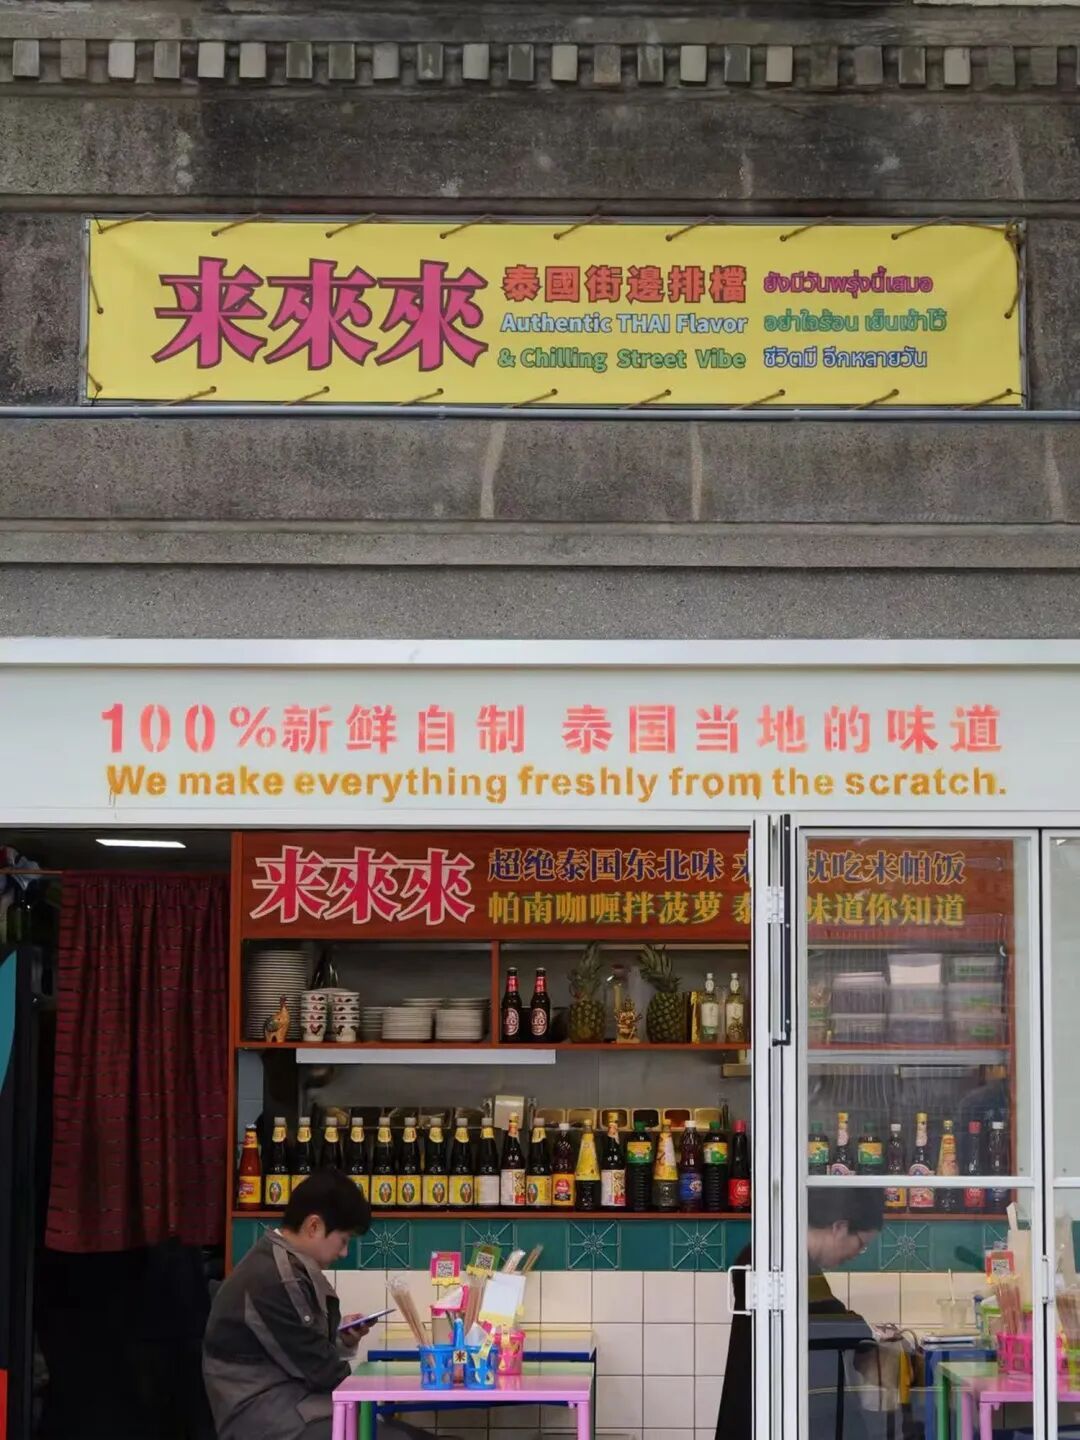 来來來
泰國街邊排檔
Authentic THAI Flavor
& Chilling Street Vibe
ยังมีวันพรุ่งนี้เสมอ
อย่าใจร้อน เย็นเข้าไว้
ชีวิตมี อีกหลายวัน
100%新鲜自制 泰国当地的味道
We make everything freshly from the scratch.
来來來
超绝泰国东北味 来 就吃来帕饭
帕南咖喱拌菠萝 泰 味道你知道
LEO LEO
来